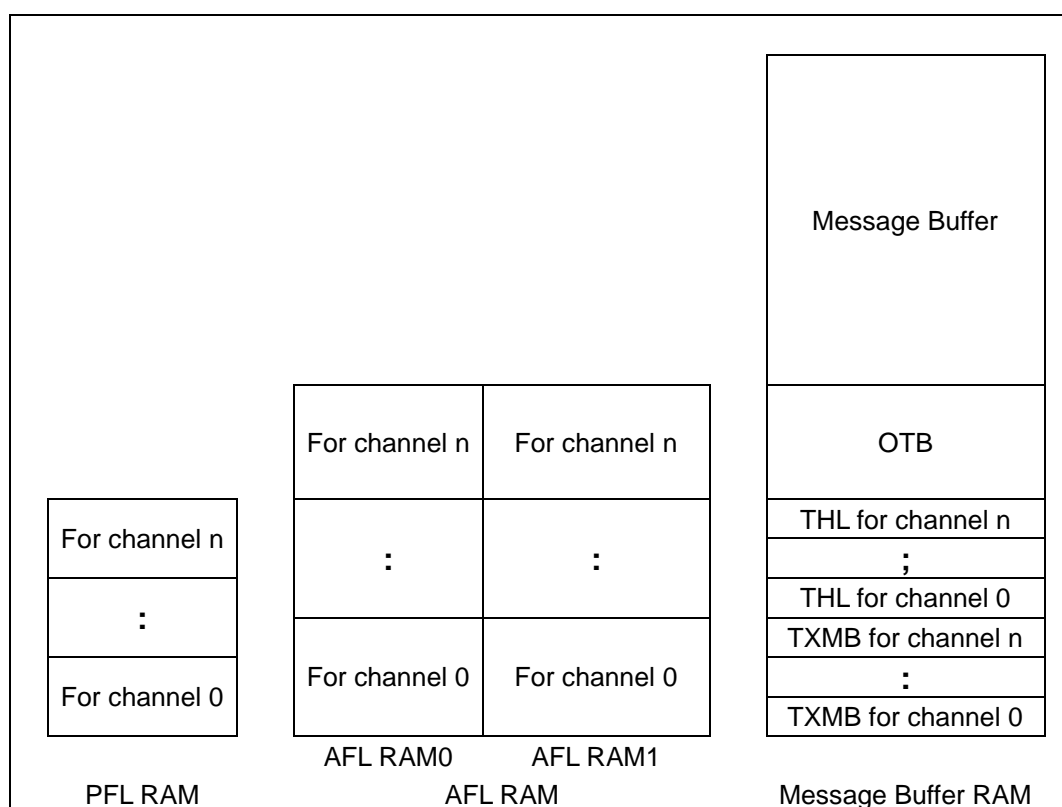 Message Buffer
For channel n
For channel n
OTB
For channel n
THL for channel n
:
:
;
:
THL for channel 0
TXMB for channel n
For channel 0
For channel 0
For channel 0
:
TXMB for channel 0
AFL RAM0
AFL RAM1
PFL RAM
AFL RAM
Message Buffer RAM